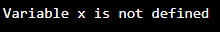 Variable x is not defined